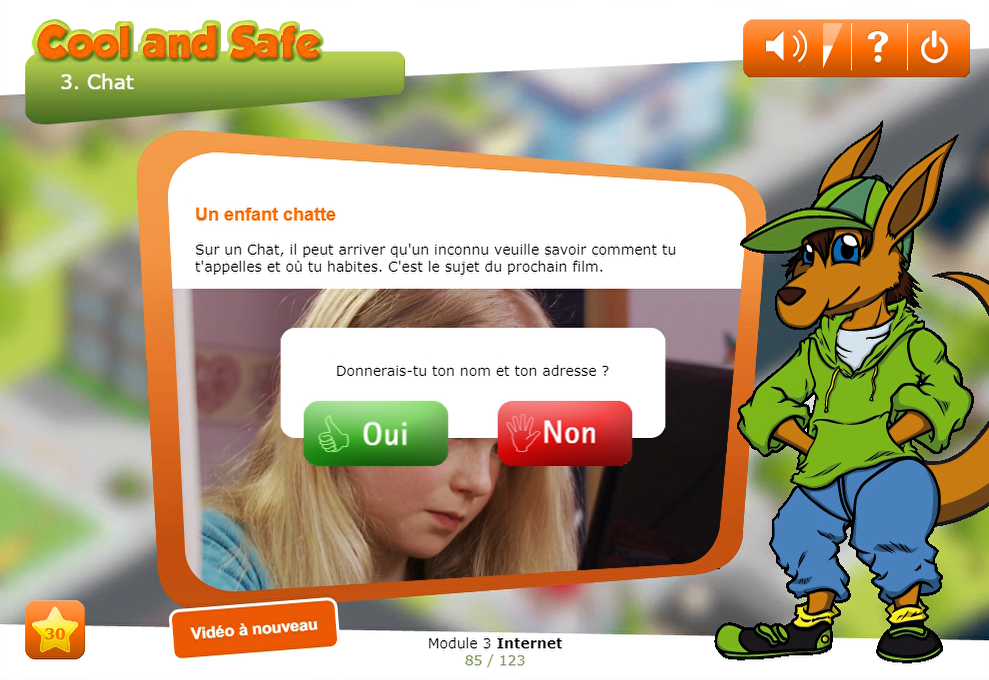 Cool and Safe
3. Chat
?
Un enfant chatte
Sur un Chat, il peut arriver qu'un inconnu veuille savoir comment tu
t'appelles et où tu habites. C'est le sujet du prochain film.
Donnerais-tu ton nom et ton adresse ?
Oui
Non
30
Vidéo à nouveau
Module 3 Internet
85 / 123